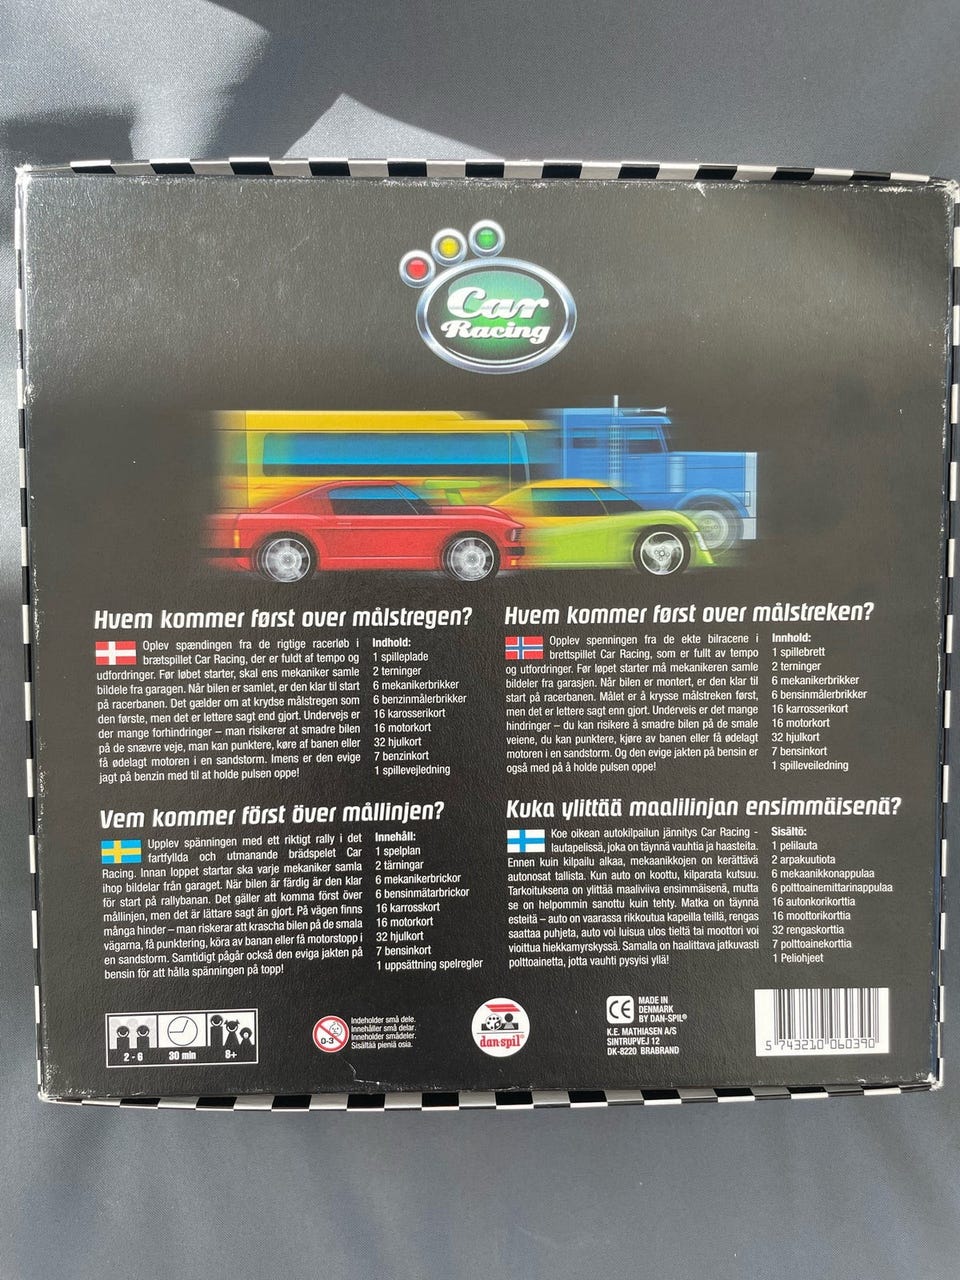 Car
Racing
Hvem kommer først over målstregen?
Oplev spændingen fra de rigtige racerløb i
brætspillet Car Racing, der er fuldt af tempo og
udfordringer. Før løbet starter, skal ens mekaniker samle
bildele fra garagen. Når bilen er samlet, er den klar til start
på racerbanen. Det gælder om at krydse målstregen som
den første, men det er lettere sagt end gjort. Undervejs er
der mange forhindringer – man risikerer at smadre bilen
på de snævre veje, man kan punktere, køre af banen eller
få ødelagt motoren i en sandstorm. Imens er den evige
jagt på benzin med til at holde pulsen oppe!
Indhold:
1 spilleplade
2 terninger
6 mekanikerbrikker
6 benzinmålerbrikker
16 karosserikort
16 motorkort
32 hjulkort
7 benzinkort
1 spillevejledning
Hvem kommer først over målstreken?
Opplev spenningen fra de ekte bilracene i
brettspillet Car Racing, som er fullt av tempo
og utfordringer. Før løpet starter må mekanikeren samle
bildeler fra garasjen. Når bilen er montert, er den klar til
start på racerbanen. Målet er å krysse målstreken først,
men det er lettere sagt enn gjort. Underveis er det mange
hindringer – du kan risikere å smadre bilen på de smale
veiene, du kan punktere, kjøre av banen eller få ødelagt
motoren i en sandstorm. Og den evige jakten på bensin er
også med på å holde pulsen oppe!
Innhold:
1 spillebrett
2 terninger
6 mekanikerbrikker
6 bensinmålerbrikker
16 karosserikort
16 motorkort
32 hjulkort
7 bensinkort
1 spilleveiledning
Vem kommer först över mållinjen?
Upplev spänningen med ett riktigt rally i det
fartfyllda och utmanande brädspelet Car
Racing. Innan loppet startar ska varje mekaniker samla
ihop bildelar från garaget. När bilen är färdig är den klar
för start på rallybanan. Det gäller att komma först över
mållinjen, men det är lättare sagt än gjort. På vägen finns
många hinder – man riskerar att krascha bilen på de smala
vägarna, få punktering, köra av banan eller få motorstopp i
en sandstorm. Samtidigt pågår också den eviga jakten på
bensin för att hålla spänningen på topp!
Innehåll:
1 spelplan
2 tärningar
6 mekanikerbrickor
6 bensinmätarbrickor
16 karosskort
16 motorkort
32 hjulkort
7 bensinkort
1 uppsättning spelregler
Kuka ylittää maalilinjan ensimmäisenä?
Koe oikean autokilpailun jännitys Car Racing -
lautapelissä, joka on täynnä vauhtia ja haasteita.
Ennen kuin kilpailu alkaa, mekaanikkojen on kerättävä
autonosat tallista. Kun auto on koottu, kilparata kutsuu.
Tarkoituksena on ylittää maaliviiva ensimmäisenä, mutta
se on helpommin sanottu kuin tehty. Matka on täynnä
esteitä – auto on vaarassa rikkoutua kapeilla teillä, rengas
saattaa puhjeta, auto voi luisua ulos tieltä tai moottori voi
vioittua hiekkamyrskyssä. Samalla on haalittava jatkuvasti
polttoainetta, jotta vauhti pysyisi yllä!
Sisältö:
1 pelilauta
2 arpakuutiota
6 mekaanikkonappulaa
6 polttoainemittarinappulaa
16 autonkorikorttia
16 moottorikorttia
32 rengaskorttia
7 polttoainekorttia
1 Peliohjeet
2 - 6
30 min
8+
0-3
Indeholder små dele.
Innehåller små delar.
Inneholder smådeler.
Sisältää pieniä osia.
dan-spil
CE
MADE IN
DENMARK
BY DAN-SPIL®
K.E. MATHIASEN A/S
SINTRUPVEJ 12
DK-8220 BRABRAND
5 743210 060390